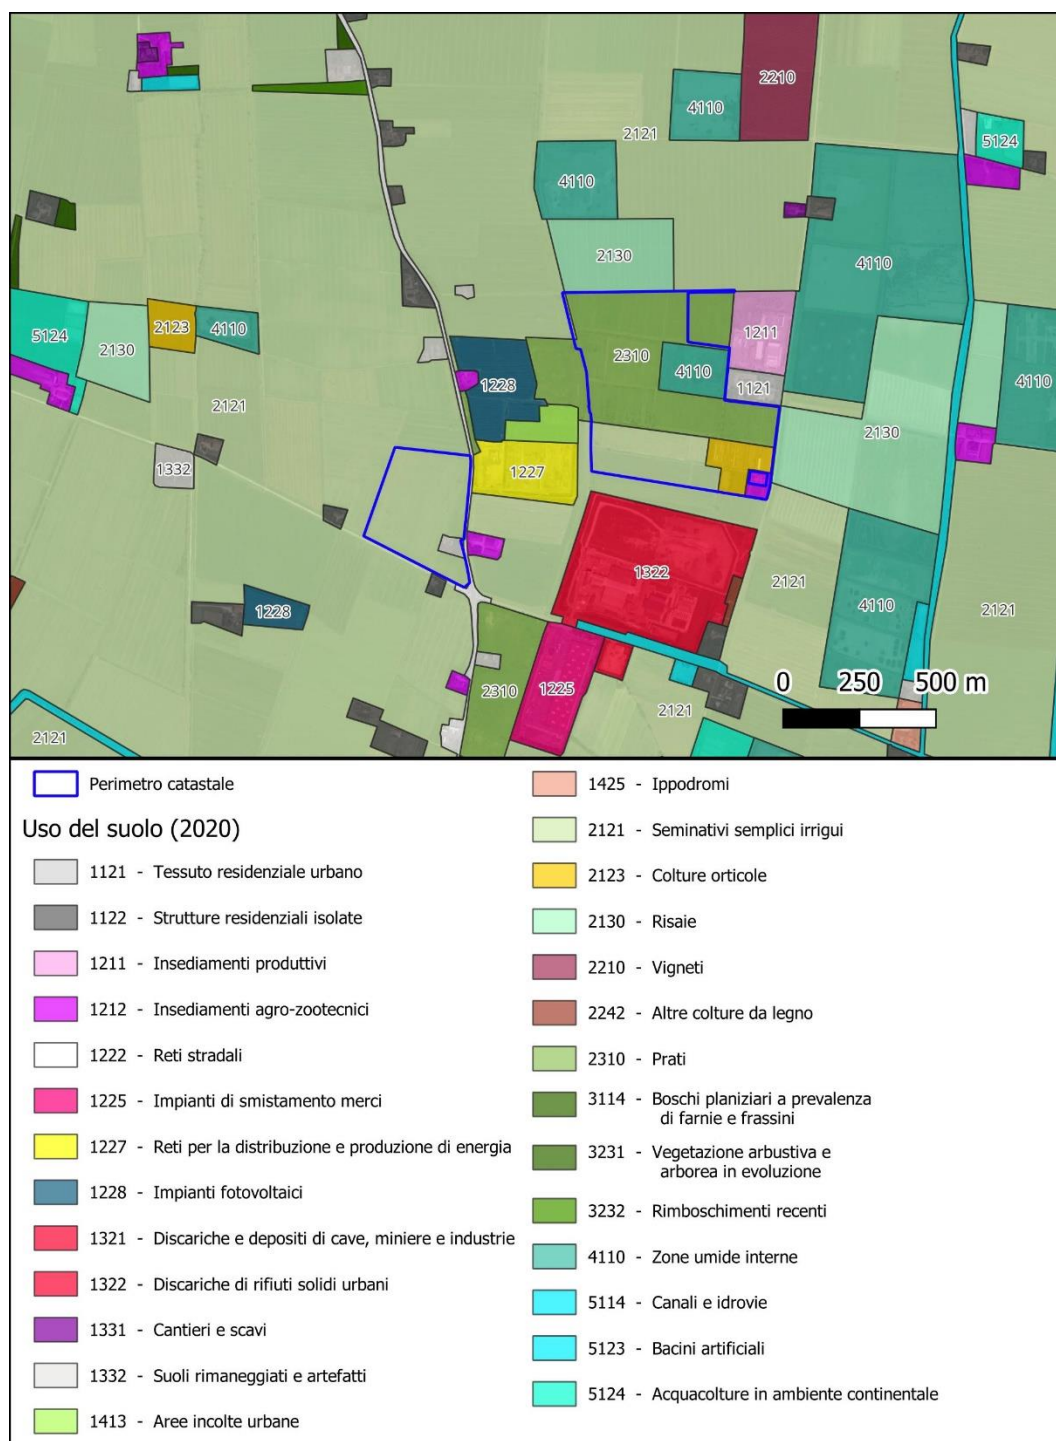 2210
4110
2121
5124
4110
2130
4110
5124
2130
2123
4110
2310
1211
4110
1228
4110
1121
2121
2130
1332
1227
1322
2121
4110
2121
1228
2310
1225
2121
2121
0 250 500 m
Perimetro catastale
Uso del suolo (2020)
1121 - Tessuto residenziale urbano
1122 - Strutture residenziali isolate
1211 - Insediamenti produttivi
1212 - Insediamenti agro-zootecnici
1222 - Reti stradali
1225 - Impianti di smistamento merci
1227 - Reti per la distribuzione e produzione di energia
1228 - Impianti fotovoltaici
1321 - Discariche e depositi di cave, miniere e industrie
1322 - Discariche di rifiuti solidi urbani
1331 - Cantieri e scavi
1332 - Suoli rimaneggiati e artefatti
1413 - Aree incolte urbane
1425 - Ippodromi
2121 - Seminativi semplici irrigui
2123 - Colture orticole
2130 - Risaie
2210 - Vigneti
2242 - Altre colture da legno
2310 - Prati
3114 - Boschi planiziari a prevalenza
di farnie e frassini
3231 - Vegetazione arbustiva e
arborea in evoluzione
3232 - Rimboschimenti recenti
4110 - Zone umide interne
5114 - Canali e idrovie
5123 - Bacini artificiali
5124 - Acquacolture in ambiente continentale